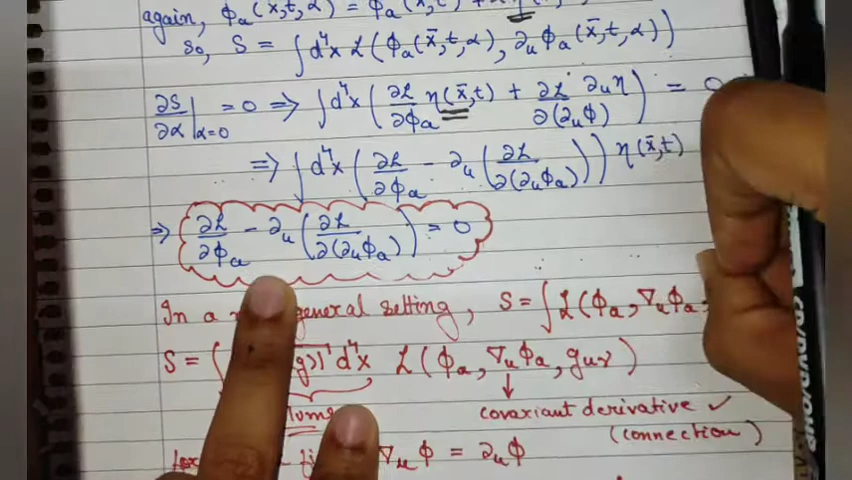 again, ϕₐ(x̄,t,α) = ϕₐ(x̄,t) +
so, S = ∫d⁴x ℒ(ϕₐ(x̄,t,α), ∂ᵤϕₐ(x̄,t,α))
∂S/∂α|α=0 = 0 ⇒ ∫d⁴x (∂ℒ/∂ϕₐ η(x̄,t) + ∂ℒ/∂(∂ᵤϕ) ∂ᵤη) = 0
⇒ ∫d⁴x (∂ℒ/∂ϕₐ − ∂ᵤ(∂ℒ/∂(∂ᵤϕₐ))) η(x̄,t)
⇒ ∂ℒ/∂ϕₐ − ∂ᵤ(∂ℒ/∂(∂ᵤϕₐ)) = 0
In a general setting, S = ∫ℒ(ϕₐ, ∇ᵤϕₐ,
S = ∫ d⁴x ℒ(ϕₐ, ∇ᵤϕₐ, gᵤᵥ)
↓
covariant derivative ✓
(connection)
∇ᵤϕ = ∂ᵤϕ